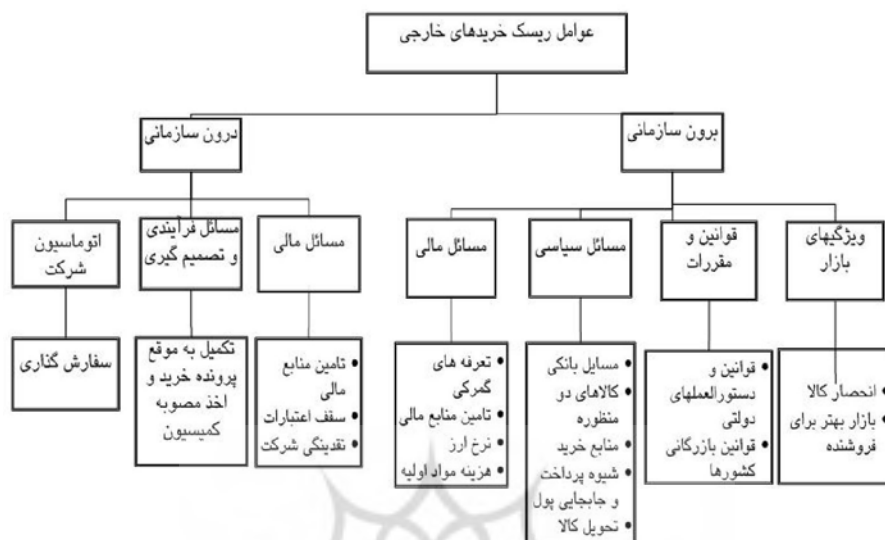 عوامل ریسک خریدهای خارجی
برون سازمانی
درون سازمانی
ویژگیهای
بازار
قوانین و
مقررات
مسائل سیاسی
مسائل مالی
مسائل مالی
مسائل فرآیندی
و تصمیم گیری
اتوماسیون
شرکت
• انحصار کالا
• بازار بهتر برای
فروشنده
• قوانین و
دستورالعملهای
دولتی
• قوانین بازرگانی
کشورها
• مسایل بانکی
• کالاهای دو
منظوره
• منابع خرید
• شیوه پرداخت
و جابجایی پول
• تحویل کالا
• تعرفه های
گمرکی
• تامین منابع مالی
• نرخ ارز
• هزینه مواد اولیه
• تامین منابع
مالی
• سقف اعتبارات
• نقدینگی شرکت
تکمیل به موقع
پرونده خرید و
اخذ مصوبه
کمیسیون
سفارش گذاری